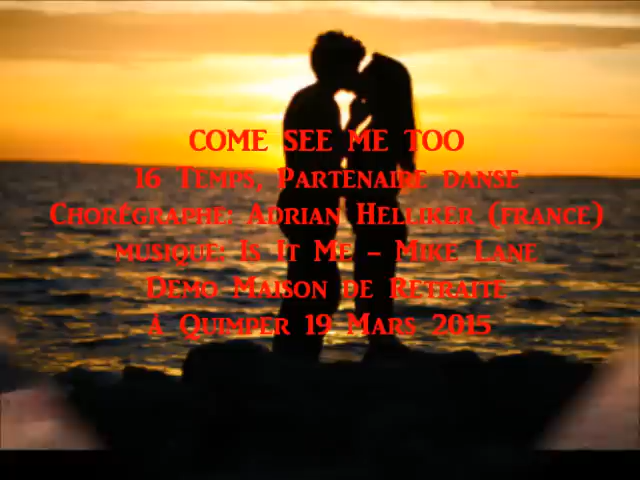 COME SEE ME TOO
16 Temps, Partenaire danse
Chorégraphe: Adrian Helliker (france)
musique: Is It Me – Mike Lane
Demo Maison de Retraite
à Quimper 19 Mars 2015